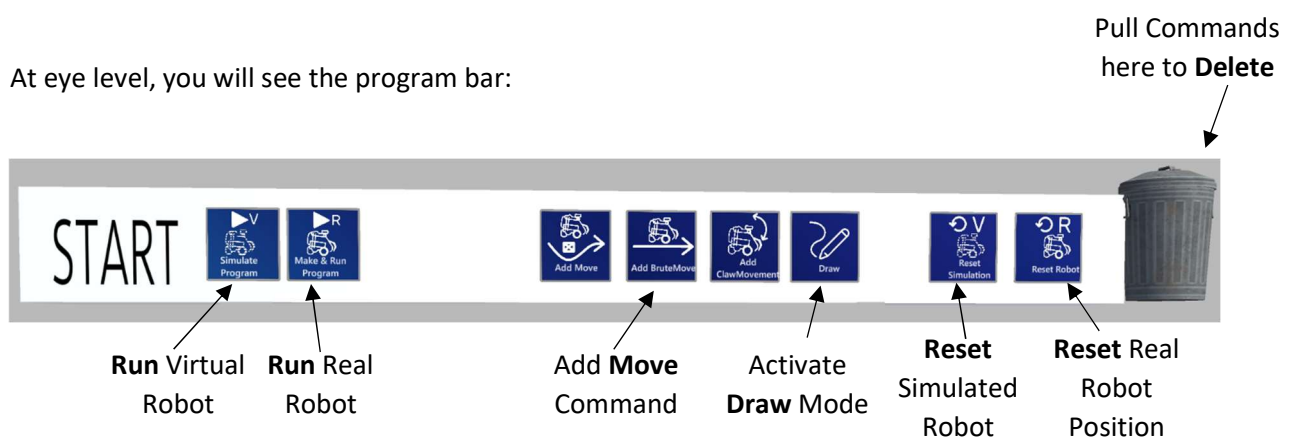 Pull Commands
here to Delete
At eye level, you will see the program bar:
START
V
Simulate
Program
R
Make & Run
Program
Add Move
Add BruteMove
Add
ClawMovement
Draw
V
Reset
Simulation
R
Reset Robot
Run Virtual
Robot
Run Real
Robot
Add Move
Command
Activate
Draw Mode
Reset
Simulated
Robot
Reset Real
Robot
Position